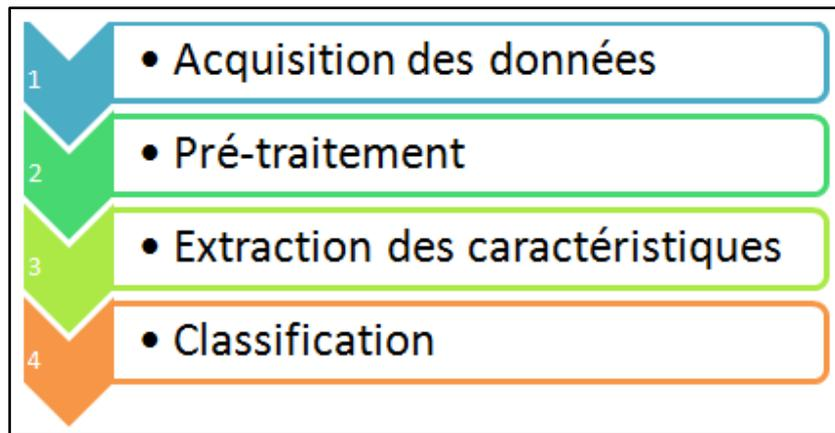 1 • Acquisition des données
2 • Pré-traitement
3 • Extraction des caractéristiques
4 • Classification